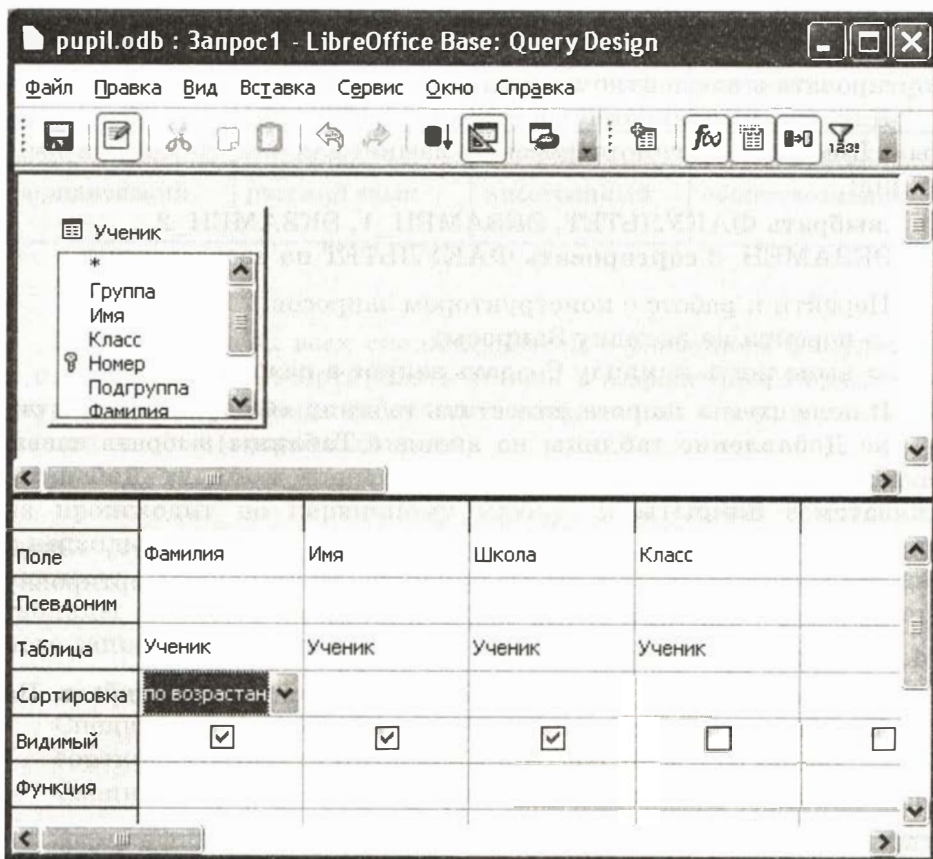 pupil.odb : Запрос1 - LibreOffice Base: Query Design
Файл Правка Вид Вставка Сервис Окно Справка
Ученик
*
Группа
Имя
Класс
Номер
Подгруппа
Фамилия
Поле Фамилия Имя Школа Класс
Псевдоним
Таблица Ученик Ученик Ученик Ученик
Сортировка по возрастан
Видимый
Функция